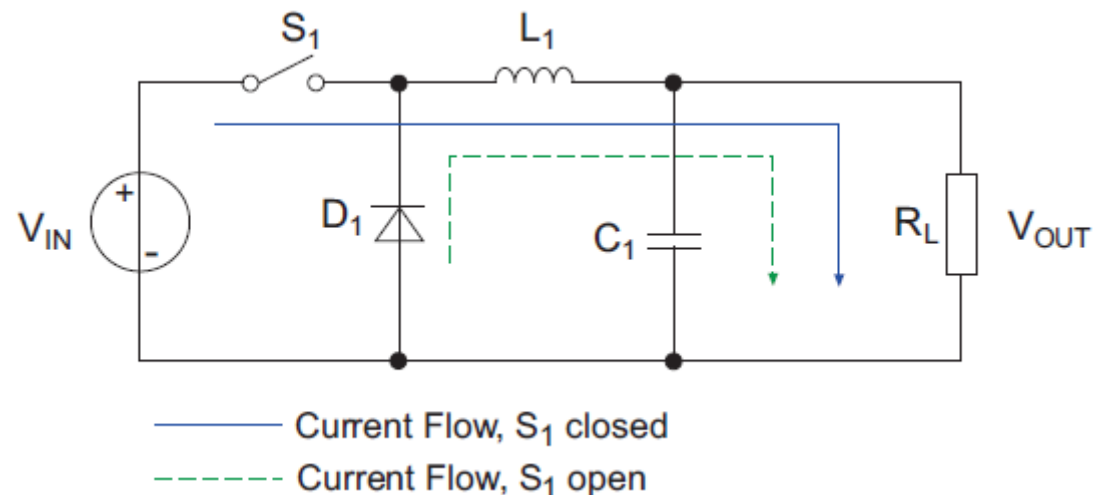 S1 L1
+
VIN D1 C1 RL VOUT
-
Current Flow, S1 closed
Current Flow, S1 open